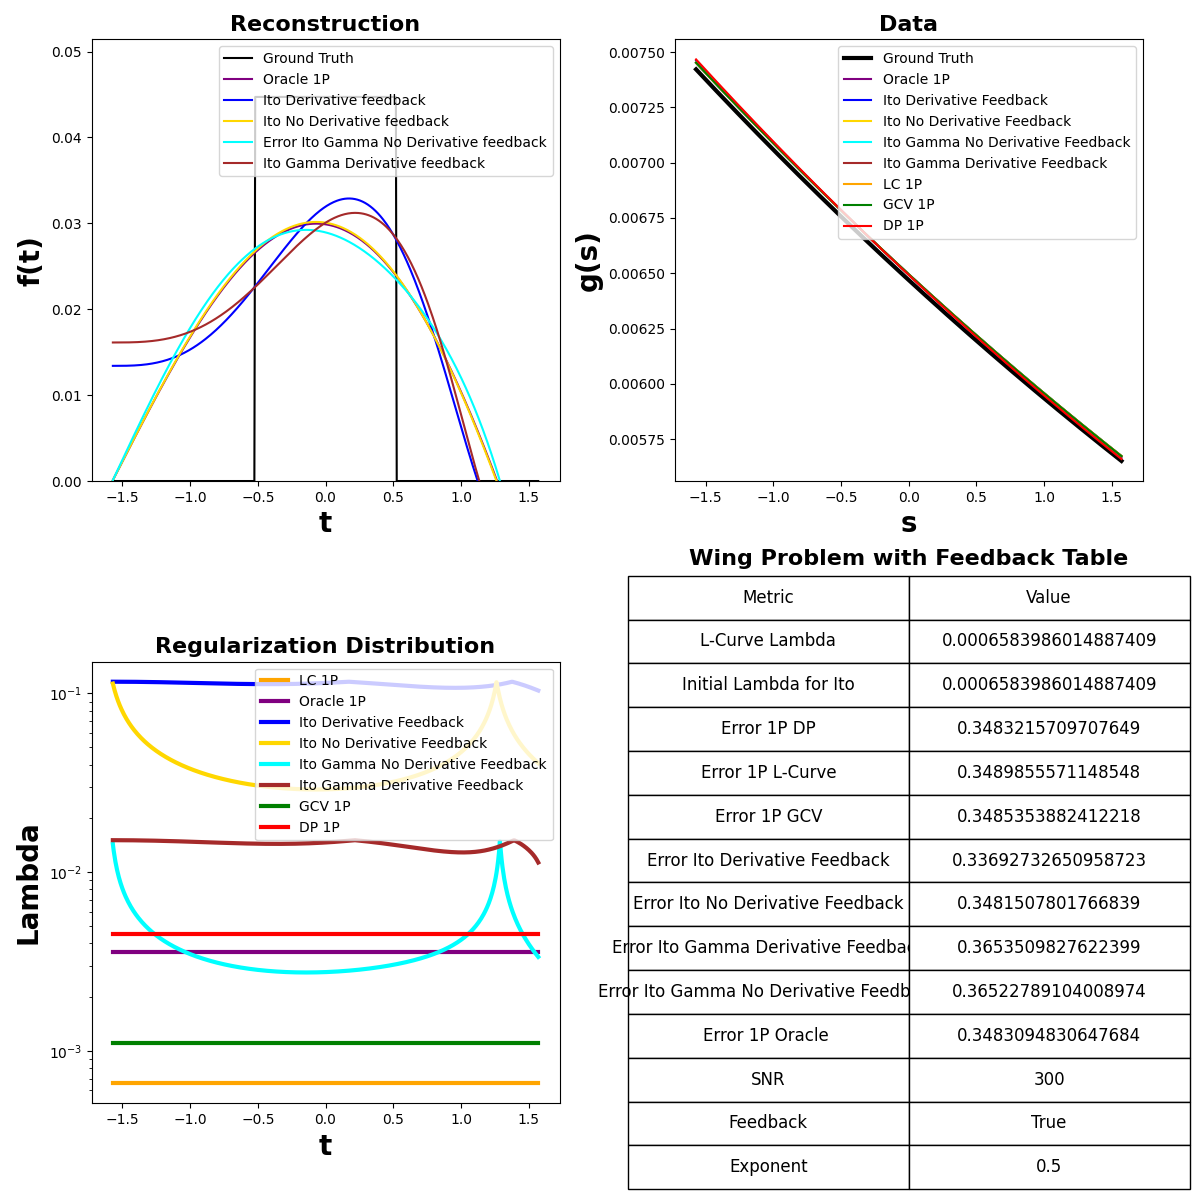 Reconstruction
f(t)
0.05
0.04
0.03
0.02
0.01
0.00
Ground Truth
Oracle 1P
Ito Derivative feedback
Ito No Derivative feedback
Error Ito Gamma No Derivative feedback
Ito Gamma Derivative feedback
−1.5 −1.0 −0.5 0.0 0.5 1.0 1.5
t
Data
g(s)
0.00750
0.00725
0.00700
0.00675
0.00650
0.00625
0.00600
0.00575
Ground Truth
Oracle 1P
Ito Derivative Feedback
Ito No Derivative Feedback
Ito Gamma No Derivative Feedback
Ito Gamma Derivative Feedback
LC 1P
GCV 1P
DP 1P
−1.5 −1.0 −0.5 0.0 0.5 1.0 1.5
s
Regularization Distribution
Lambda
10−1
10−2
10−3
LC 1P
Oracle 1P
Ito Derivative Feedback
Ito No Derivative Feedback
Ito Gamma No Derivative Feedback
Ito Gamma Derivative Feedback
GCV 1P
DP 1P
−1.5 −1.0 −0.5 0.0 0.5 1.0 1.5
t
Wing Problem with Feedback Table
Metric Value
L-Curve Lambda 0.0006583986014887409
Initial Lambda for Ito 0.0006583986014887409
Error 1P DP 0.3483215709707649
Error 1P L-Curve 0.3489855571148548
Error 1P GCV 0.3485353882412218
Error Ito Derivative Feedback 0.33692732650958723
Error Ito No Derivative Feedback 0.3481507801766839
Error Ito Gamma Derivative Feedbac 0.3653509827622399
Error Ito Gamma No Derivative Feedb 0.36522789104008974
Error 1P Oracle 0.3483094830647684
SNR 300
Feedback True
Exponent 0.5